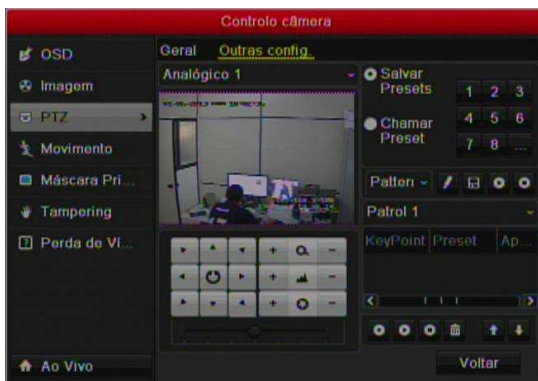 Controlo câmera
OSD
Imagem
PTZ
Movimento
Máscara Pri...
Tampering
Perda de Ví...
Ao Vivo
Geral Outras config.
Analógico 1
Salvar Presets
Chamar Preset
1 2 3
4 5 6
7 8 ...
Patten
Patrol 1
KeyPoint Preset Ap...
Voltar